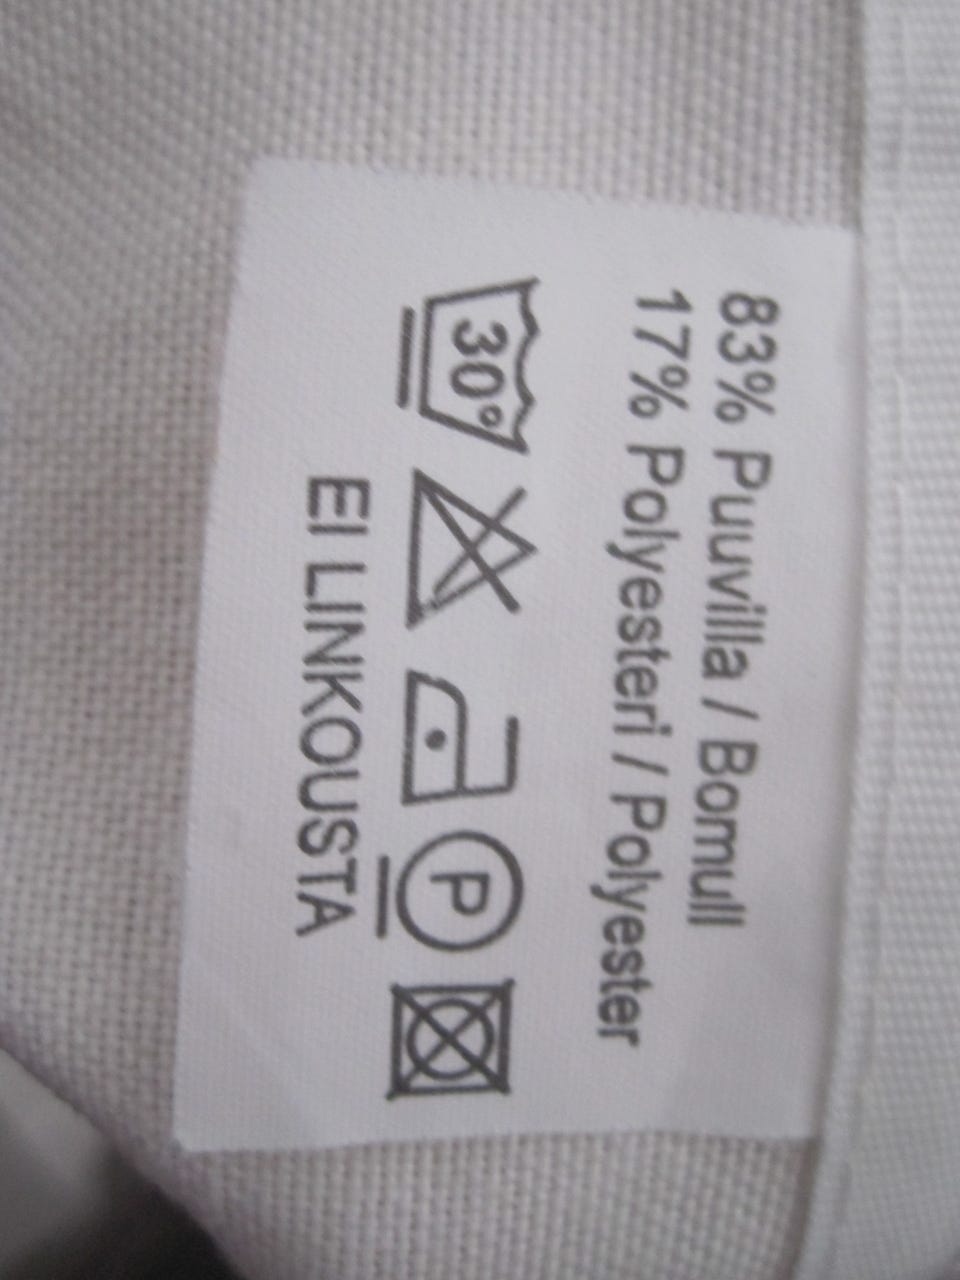 83% Puuvilla / Bomull
17% Polyesteri / Polyester
30°
P
EI LINKOUSTA